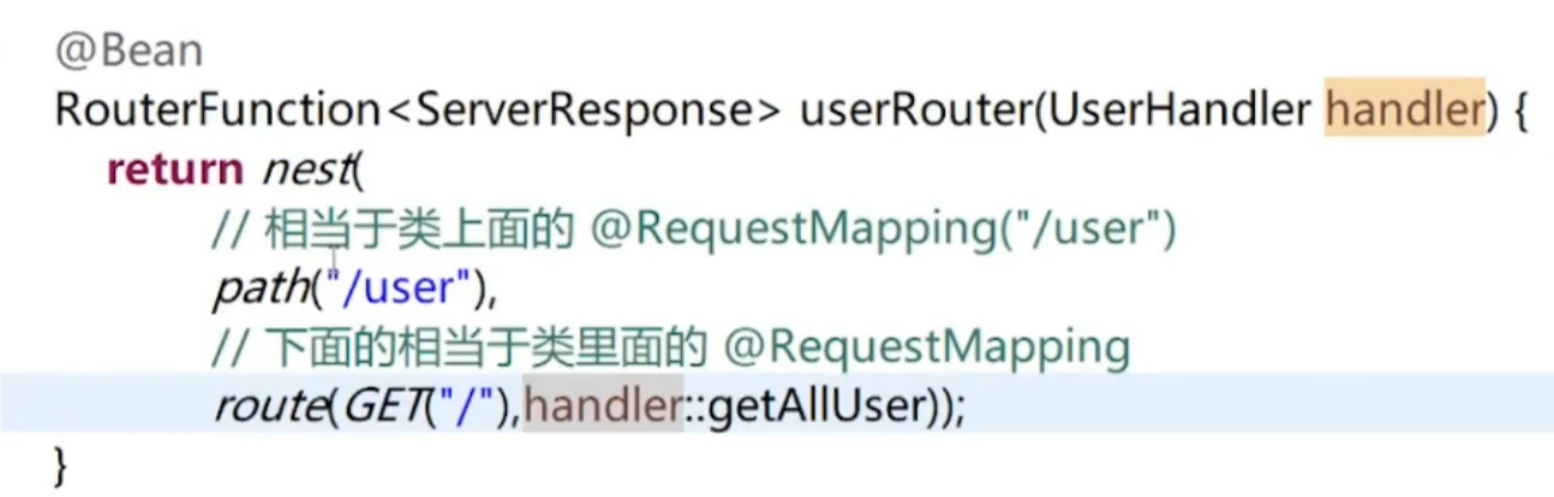 @Bean
RouterFunction<ServerResponse> userRouter(UserHandler handler) {
return nest(
// 相当于类上面的 @RequestMapping("/user")
path("/user"),
// 下面的相当于类里面的 @RequestMapping
route(GET("/"),handler::getAllUser));
}